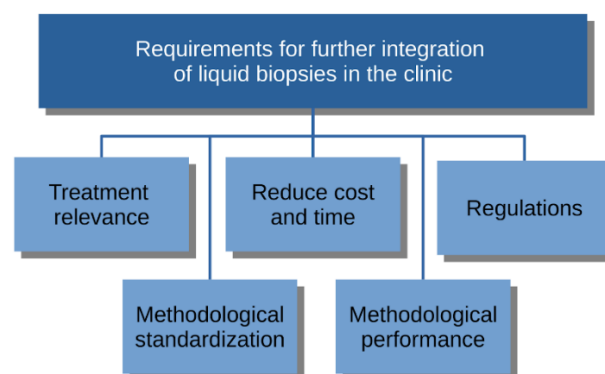 Requirements for further integration
of liquid biopsies in the clinic
Treatment
relevance
Reduce cost
and time
Regulations
Methodological
standardization
Methodological
performance